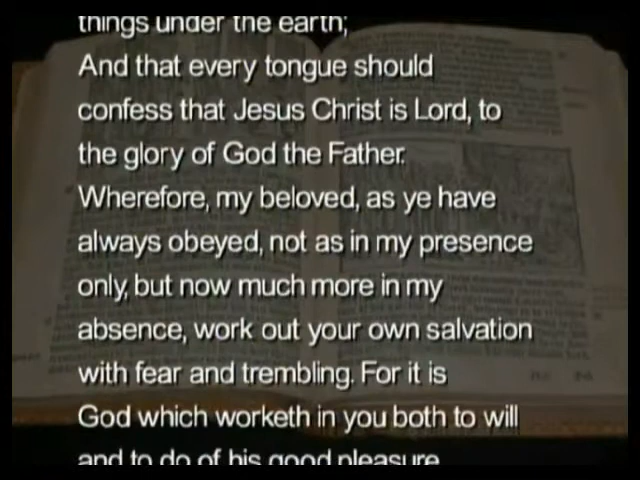 things under the earth;
And that every tongue should
confess that Jesus Christ is Lord, to
the glory of God the Father.
Wherefore, my beloved, as ye have
always obeyed, not as in my presence
only, but now much more in my
absence, work out your own salvation
with fear and trembling. For it is
God which worketh in you both to will
and to do of his good pleasure